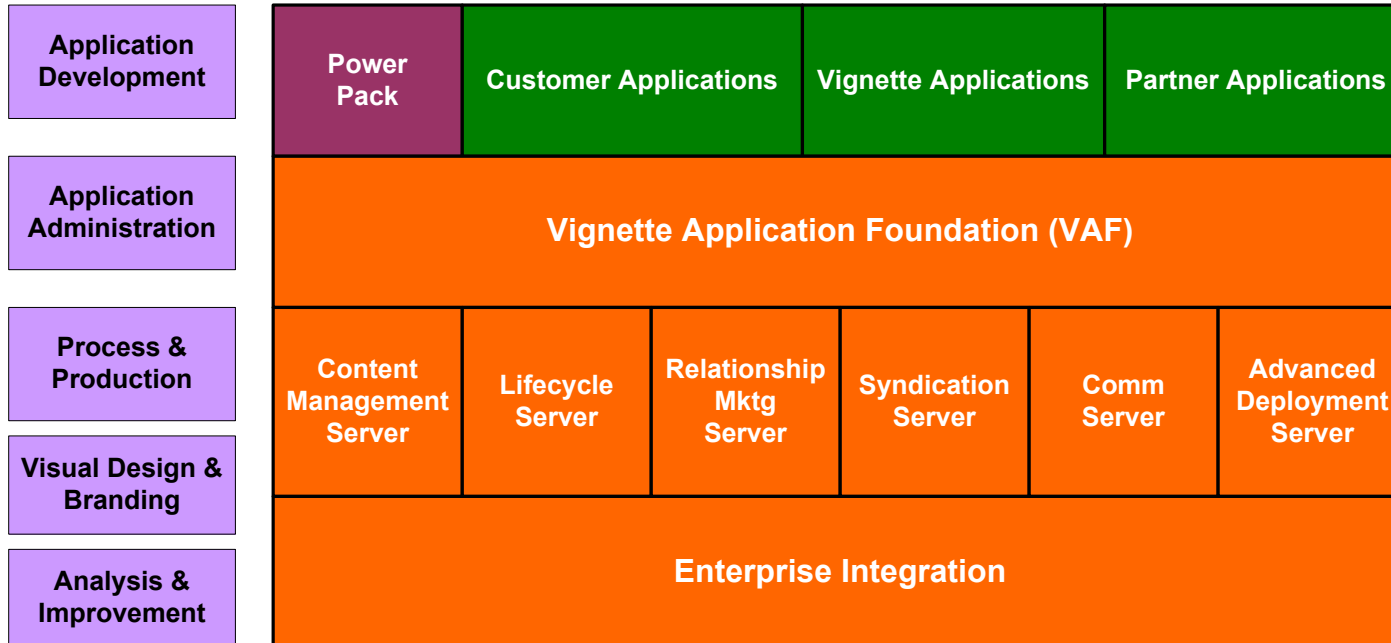 Application
Development
Power
Pack
Customer Applications
Vignette Applications
Partner Applications
Application
Administration
Vignette Application Foundation (VAF)
Process &
Production
Content
Management
Server
Lifecycle
Server
Relationship
Mktg
Server
Syndication
Server
Comm
Server
Advanced
Deployment
Server
Visual Design &
Branding
Analysis &
Improvement
Enterprise Integration